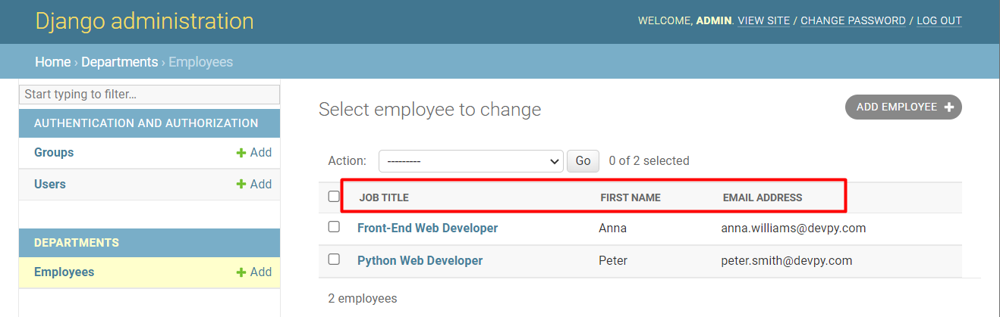 Django administration
WELCOME, ADMIN. VIEW SITE / CHANGE PASSWORD / LOG OUT
Home › Departments › Employees
Start typing to filter...
AUTHENTICATION AND AUTHORIZATION
Groups + Add
Users + Add
DEPARTMENTS
Employees + Add
Select employee to change
ADD EMPLOYEE +
Action: --------- Go 0 of 2 selected
JOB TITLE FIRST NAME EMAIL ADDRESS
Front-End Web Developer Anna anna.williams@devpy.com
Python Web Developer Peter peter.smith@devpy.com
2 employees